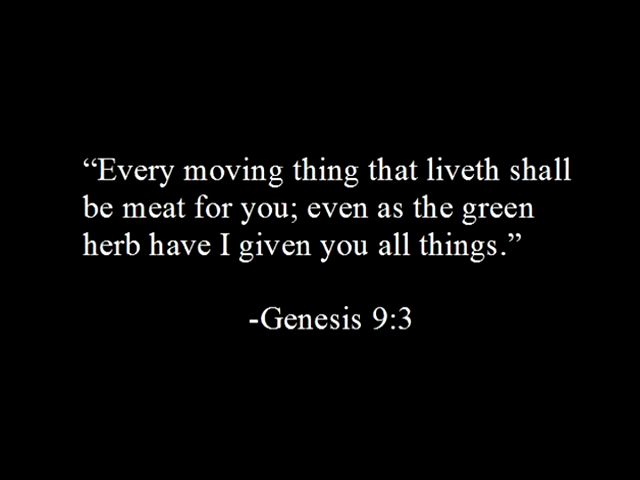 “Every moving thing that liveth shall
be meat for you; even as the green
herb have I given you all things.”
-Genesis 9:3